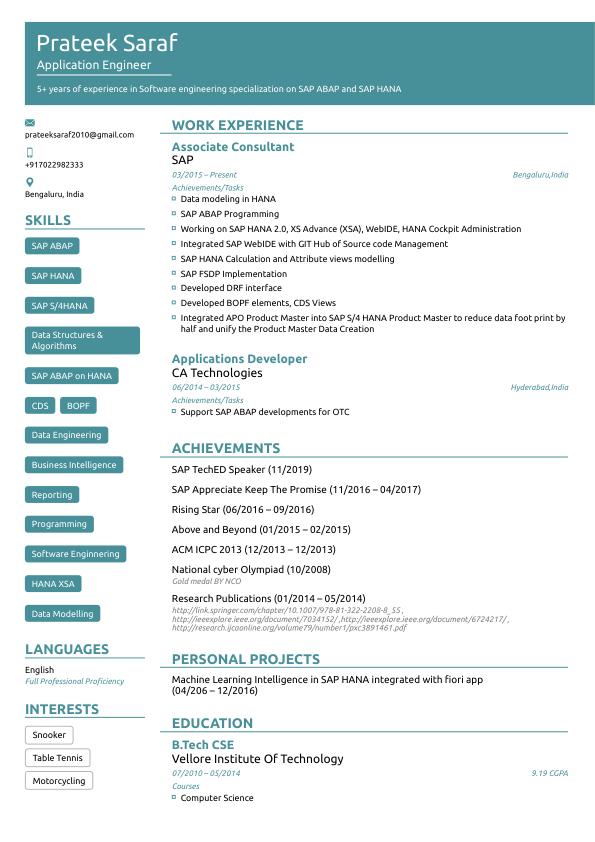 Prateek Saraf
Application Engineer
5+ years of experience in Software engineering specialization on SAP ABAP and SAP HANA
prateeksaraf2010@gmail.com
+917022982333
Bengaluru, India
SKILLS
SAP ABAP
SAP HANA
SAP S/4HANA
Data Structures &
Algorithms
SAP ABAP on HANA
CDS BOPF
Data Engineering
Business Intelligence
Reporting
Programming
Software Enginnering
HANA XSA
Data Modelling
LANGUAGES
English
Full Professional Proficiency
INTERESTS
Snooker
Table Tennis
Motorcycling
WORK EXPERIENCE
Associate Consultant
SAP
03/2015 – Present Bengaluru,India
Achievements/Tasks
Data modeling in HANA
SAP ABAP Programming
Working on SAP HANA 2.0, XS Advance (XSA), WebIDE, HANA Cockpit Administration
Integrated SAP WebIDE with GIT Hub of Source code Management
SAP HANA Calculation and Attribute views modelling
SAP FSDP Implementation
Developed DRF interface
Developed BOPF elements, CDS Views
Integrated APO Product Master into SAP S/4 HANA Product Master to reduce data foot print by
half and unify the Product Master Data Creation
Applications Developer
CA Technologies
06/2014 – 03/2015 Hyderabad,India
Achievements/Tasks
Support SAP ABAP developments for OTC
ACHIEVEMENTS
SAP TechED Speaker (11/2019)
SAP Appreciate Keep The Promise (11/2016 – 04/2017)
Rising Star (06/2016 – 09/2016)
Above and Beyond (01/2015 – 02/2015)
ACM ICPC 2013 (12/2013 – 12/2013)
National cyber Olympiad (10/2008)
Gold medal BY NCO
Research Publications (01/2014 – 05/2014)
http://link.springer.com/chapter/10.1007/978-81-322-2208-8_55 ,
http://ieeexplore.ieee.org/document/7034152/ ,http://ieeexplore.ieee.org/document/6724217/ ,
http://research.ijcaonline.org/volume79/number1/pxc3891461.pdf
PERSONAL PROJECTS
Machine Learning Intelligence in SAP HANA integrated with fiori app
(04/206 – 12/2016)
EDUCATION
B.Tech CSE
Vellore Institute Of Technology
07/2010 – 05/2014 9.19 CGPA
Courses
Computer Science